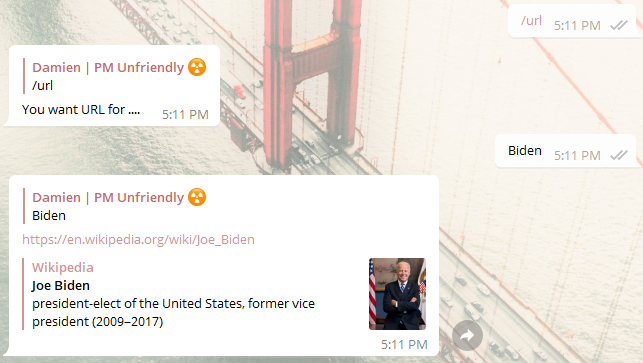 /url 5:11 PM
Damien | PM Unfriendly ☢
/url
You want URL for .... 5:11 PM
Biden 5:11 PM
Damien | PM Unfriendly ☢
Biden
https://en.wikipedia.org/wiki/Joe_Biden
Wikipedia
Joe Biden
president-elect of the United States, former vice
president (2009–2017)
5:11 PM